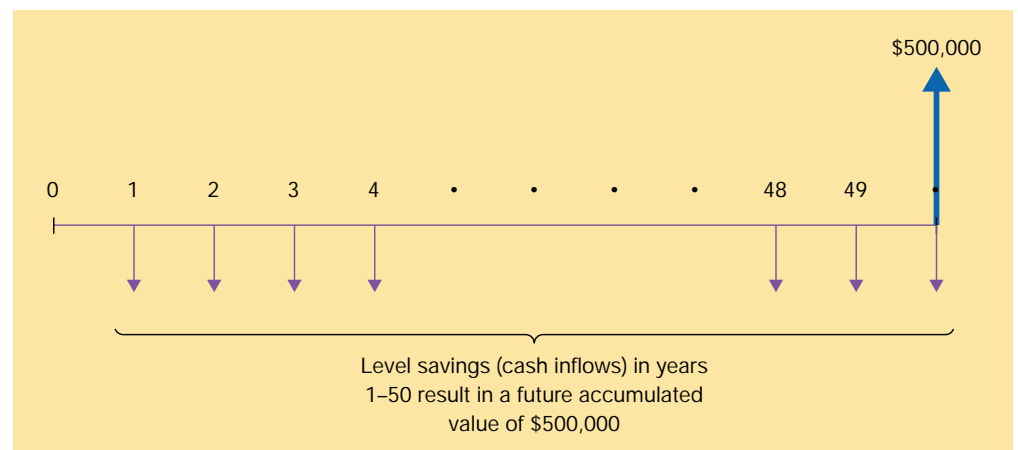 $500,000
0 1 2 3 4 • • • • 48 49 •
Level savings (cash inflows) in years
1–50 result in a future accumulated
value of $500,000